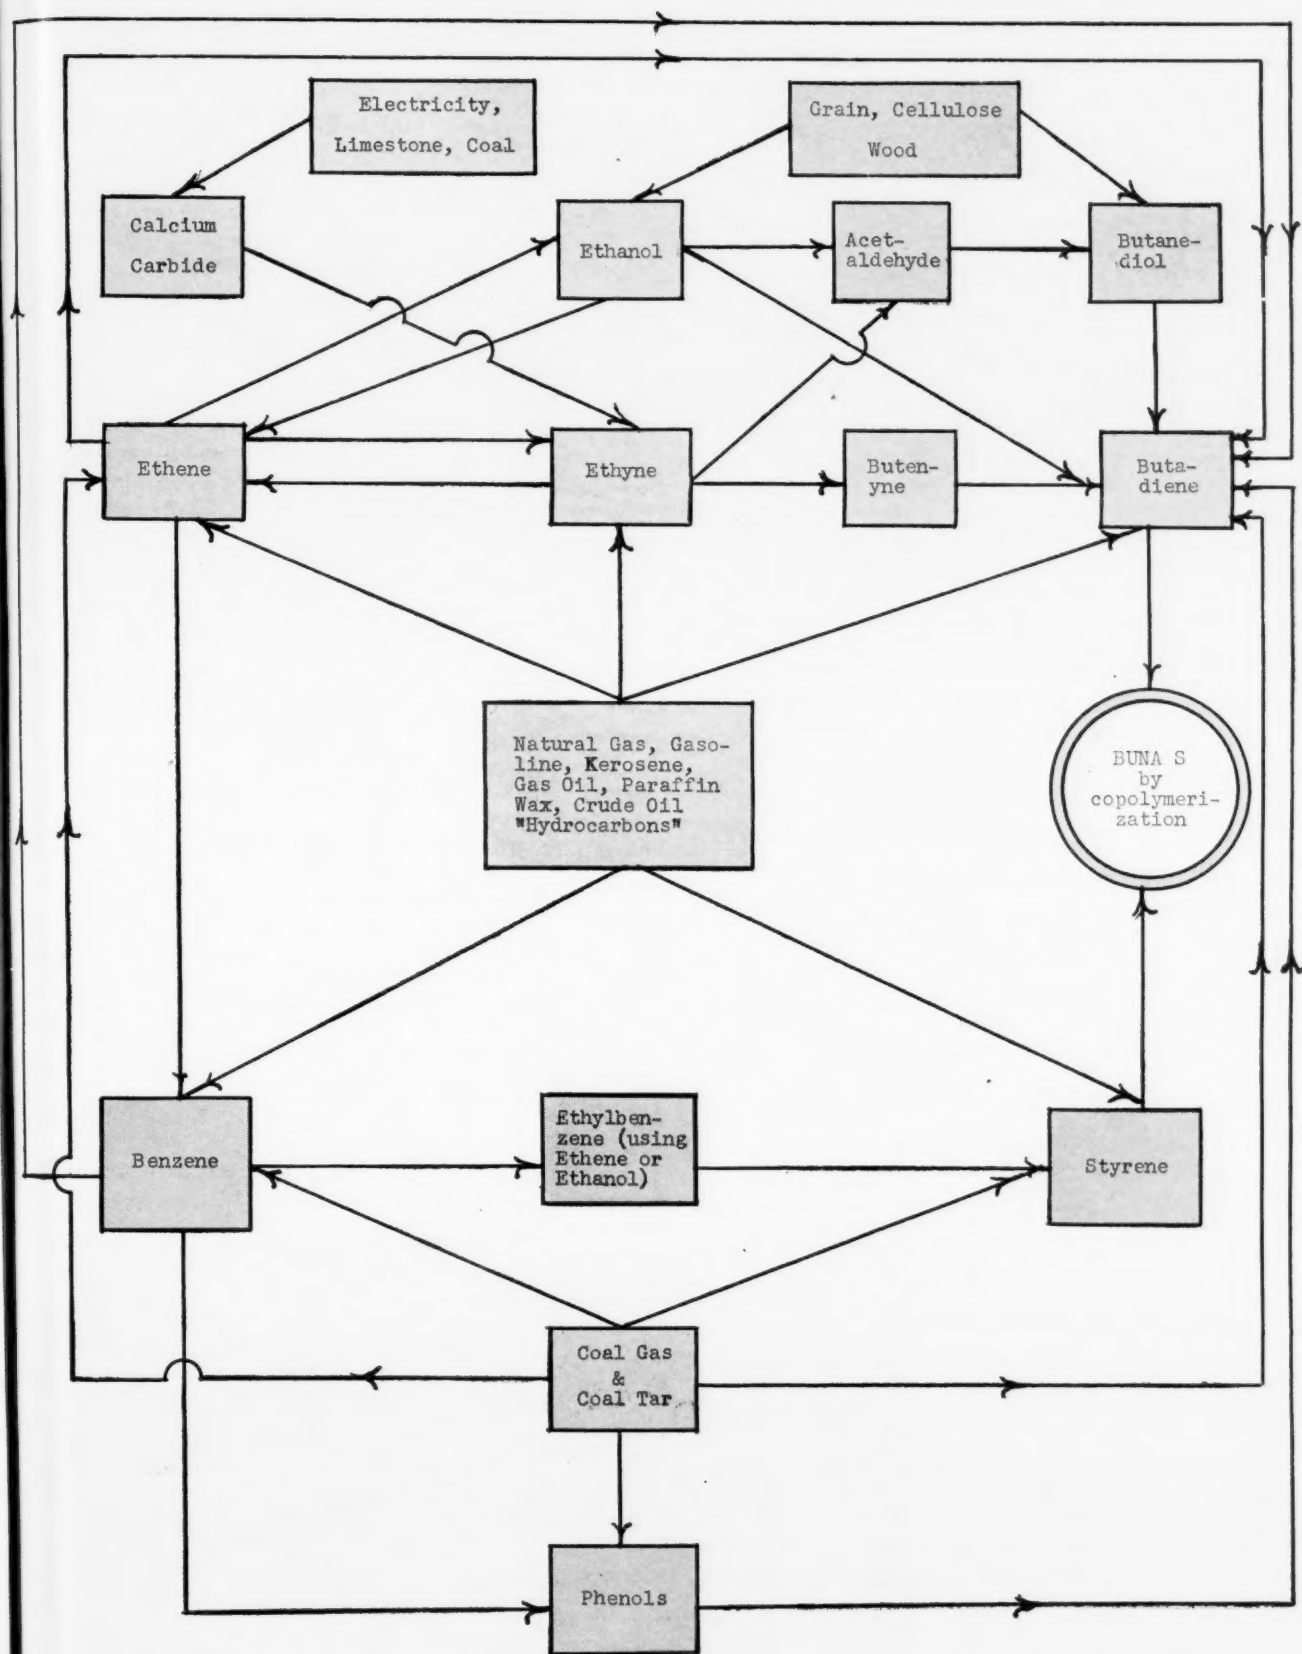 Electricity,
Limestone, Coal
Grain, Cellulose
Wood
Calcium
Carbide
Ethanol
Acet-
aldehyde
Butane-
diol
Ethene
Ethyne
Buten-
yne
Buta-
diene
Natural Gas, Gaso-
line, Kerosene,
Gas Oil, Paraffin
Wax, Crude Oil
"Hydrocarbons"
BUNA S
by
copolymeri-
zation
Benzene
Ethylben-
zene (using
Ethene or
Ethanol)
Styrene
Coal Gas
&
Coal Tar
Phenols